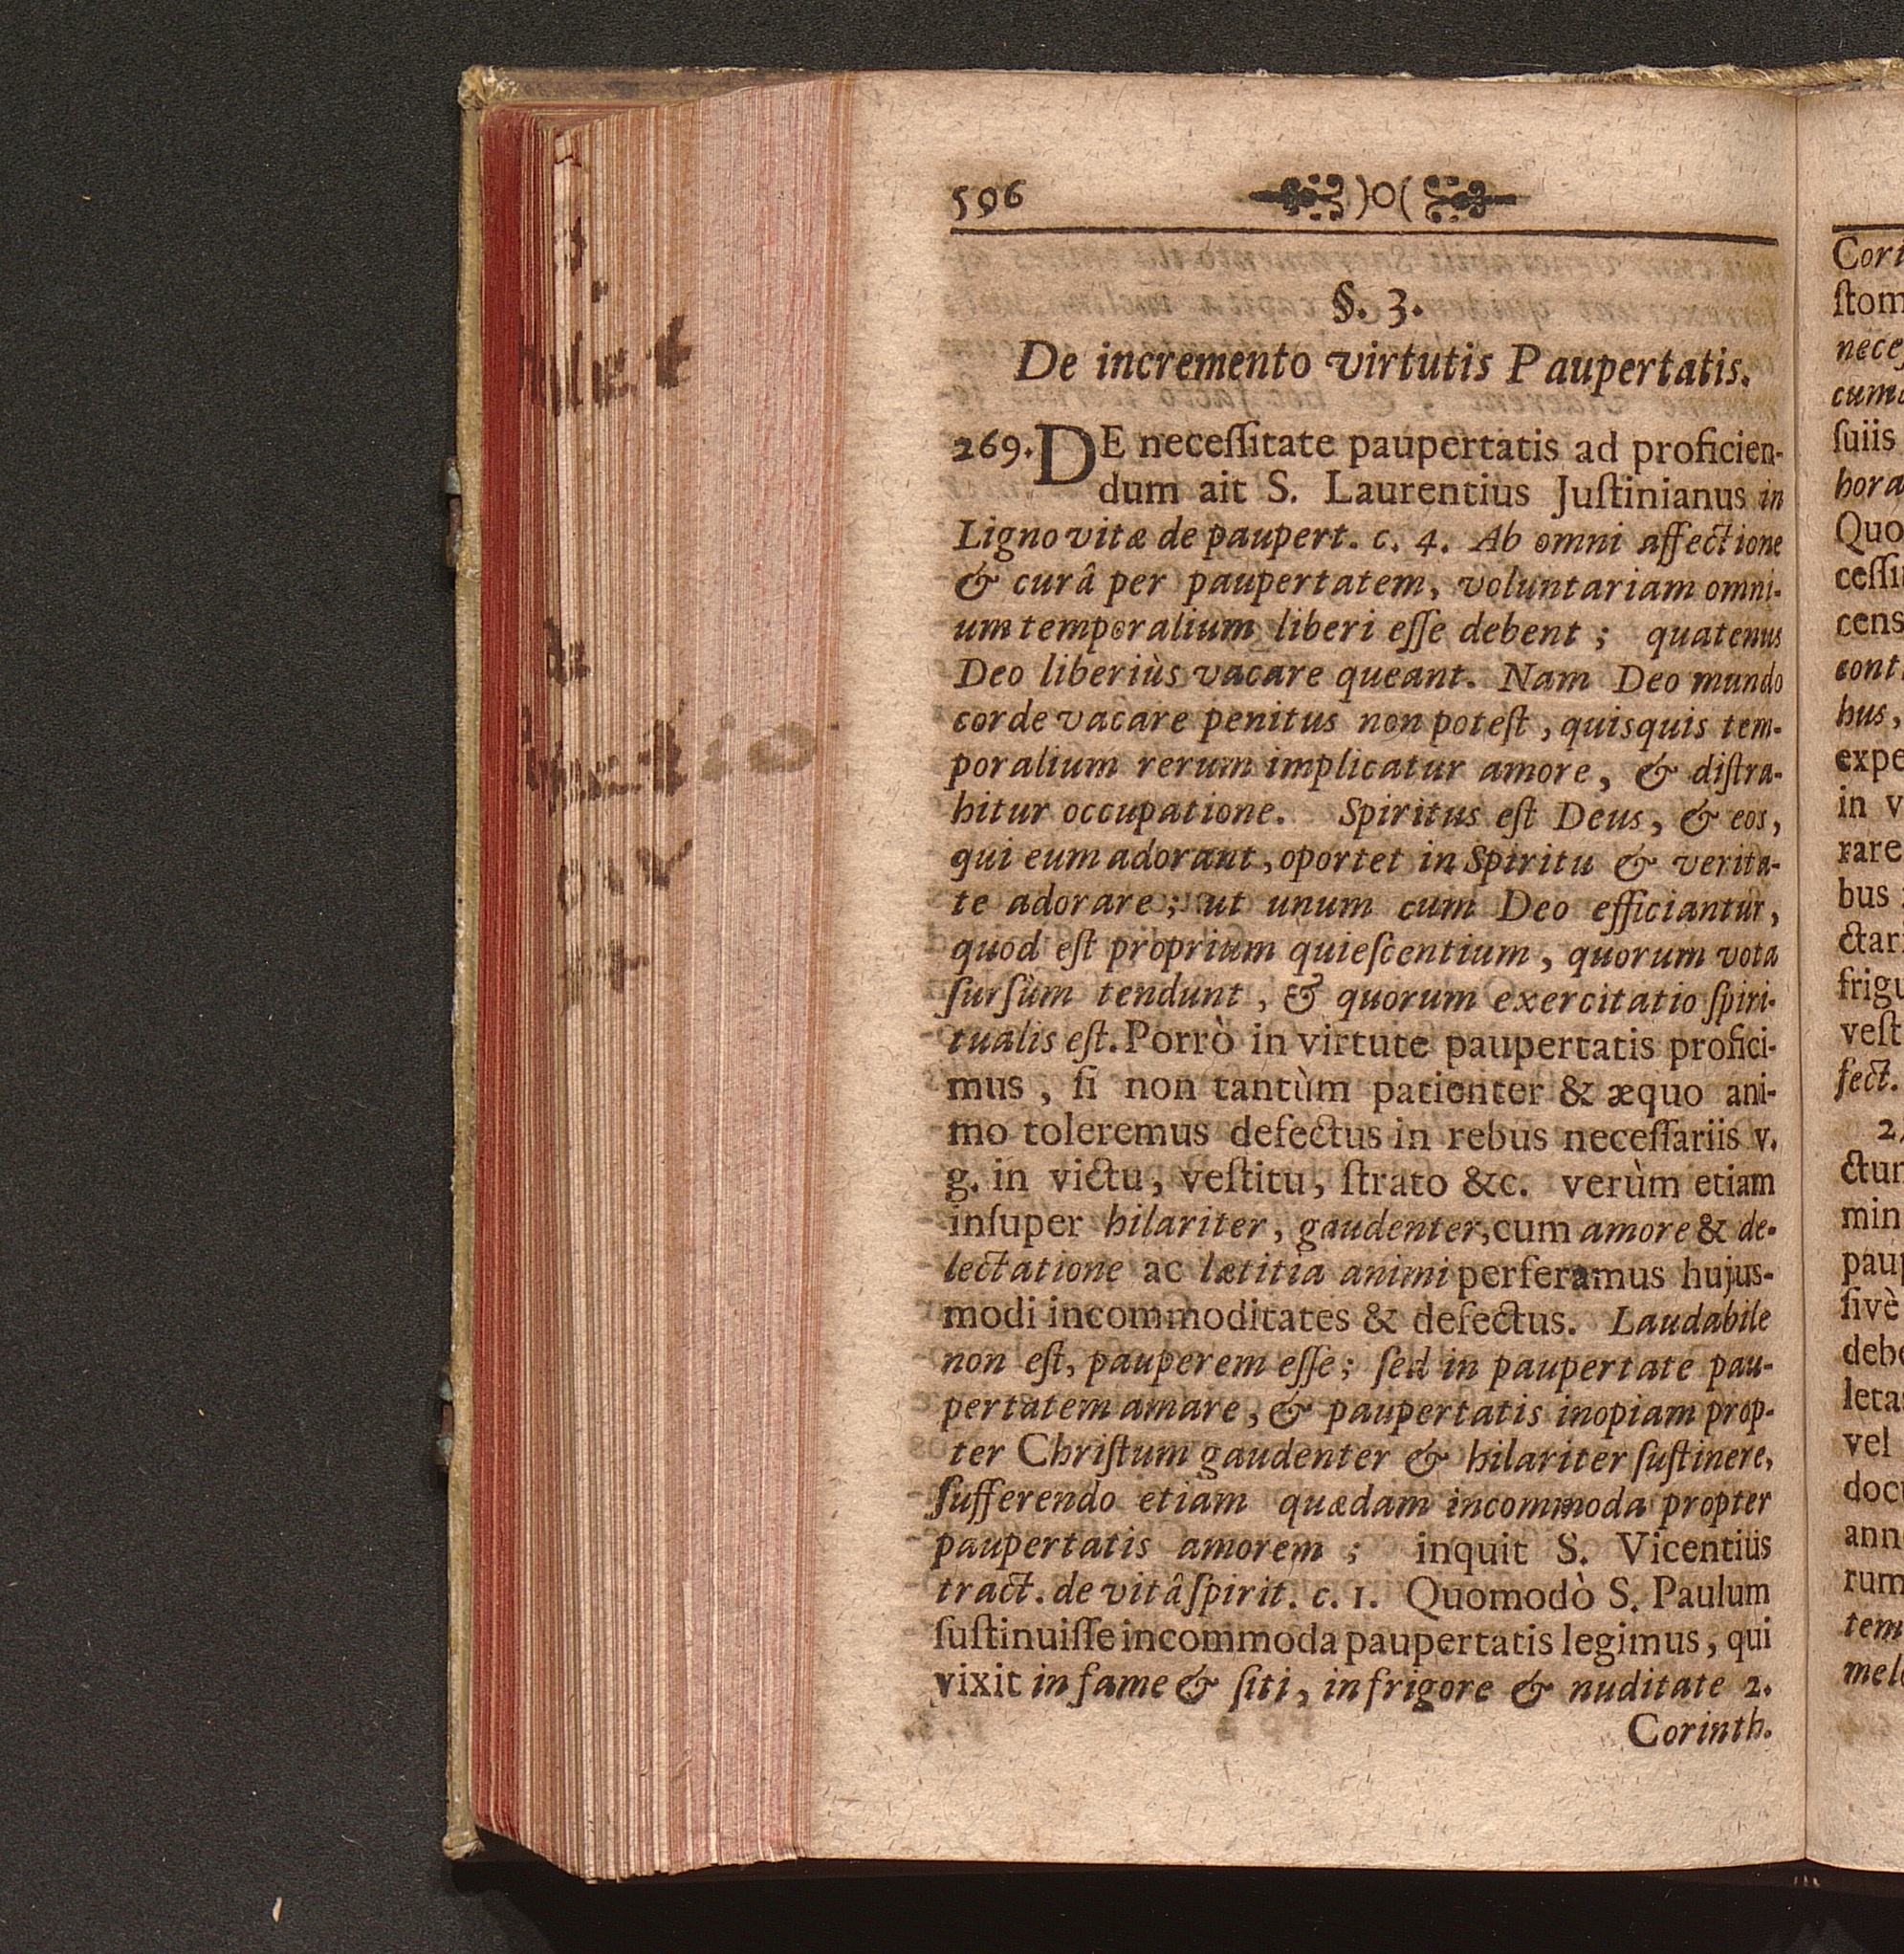 596 )O(
§. 3.
De incremento virtutis Paupertatis.
269. DE neceſſitate paupertatis ad proficien-
dum ait S. Laurentius Juſtinianus in
Ligno vitæ de paupert. c. 4. Ab omni affectione
& curâ per paupertatem, voluntariam omni-
um temporalium liberi eſſe debent ; quatenus
Deo liberiùs vacare queant. Nam Deo mundo
corde vacare penitus non poteſt , quisquis tem-
poralium rerum implicatur amore , & diſtra-
hitur occupatione. Spiritus eſt Deus , & eos,
qui eum adorant , oportet in Spiritu & verita-
te adorare ; ut unum cum Deo efficiantur,
quod eſt proprium quieſcentium , quorum vota
ſurſùm tendunt , & quorum exercitatio ſpiri-
tualis eſt. Porrò in virtute paupertatis profici-
mus , ſi non tantùm patienter & æquo ani-
mo toleremus defectus in rebus neceſſariis v.
g. in victu, veſtitu, ſtrato &c. verùm etiam
inſuper hilariter, gaudenter, cum amore & de-
lectatione ac lætitia animi perferamus hujus-
modi incommoditates & defectus. Laudabile
non eſt, pauperem eſſe ; ſed in paupertate pau-
pertatem amare , & paupertatis inopiam prop-
ter Chriſtum gaudenter & hilariter ſuſtinere,
ſufferendo etiam quædam incommoda propter
paupertatis amorem ; inquit S. Vicentius
tract. de vitâ ſpirit. c. 1. Quomodò S. Paulum
ſuſtinuiſſe incommoda paupertatis legimus , qui
vixit in fame & ſiti , in frigore & nuditate 2.
Corinth.